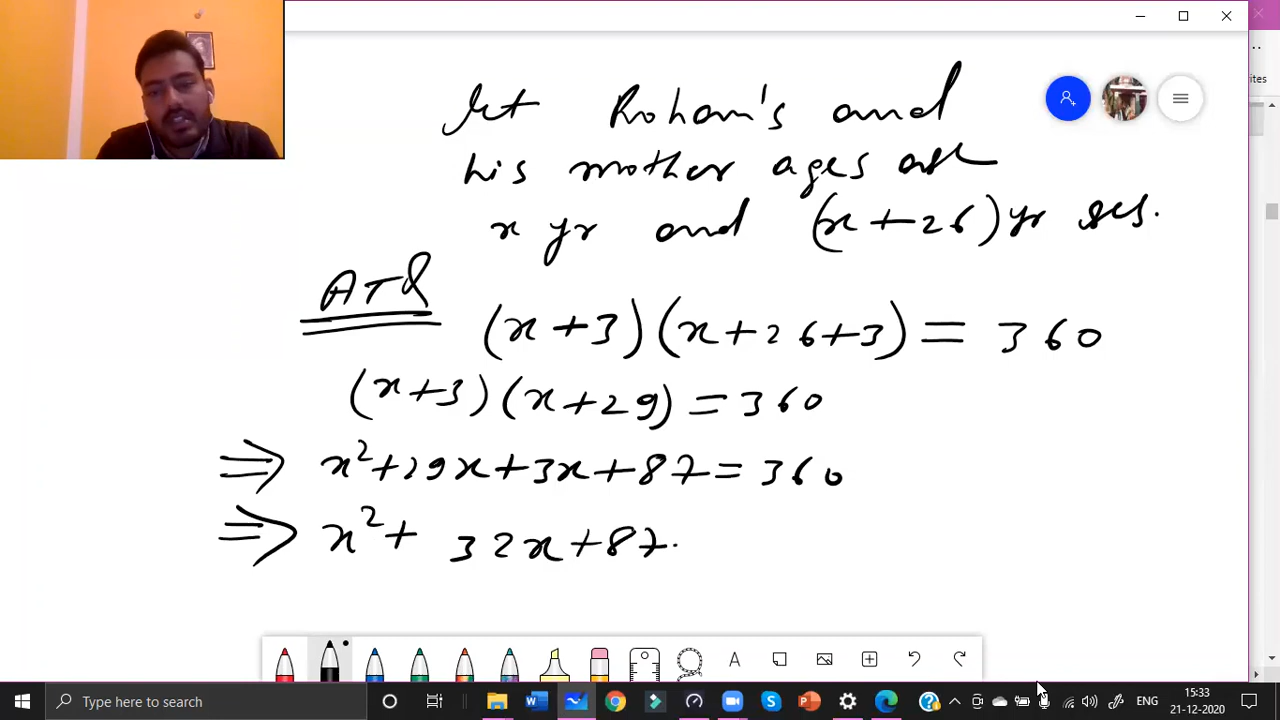 let Rohan's and
his mother ages are
x yr and (x+26)yr res.
ATQ
(x+3)(x+26+3) = 360
(x+3)(x+29) = 360
⇒ x²+29x+3x+87 = 360
⇒ x²+ 32x+87
A
Type here to search
ENG
15:33
21-12-2020